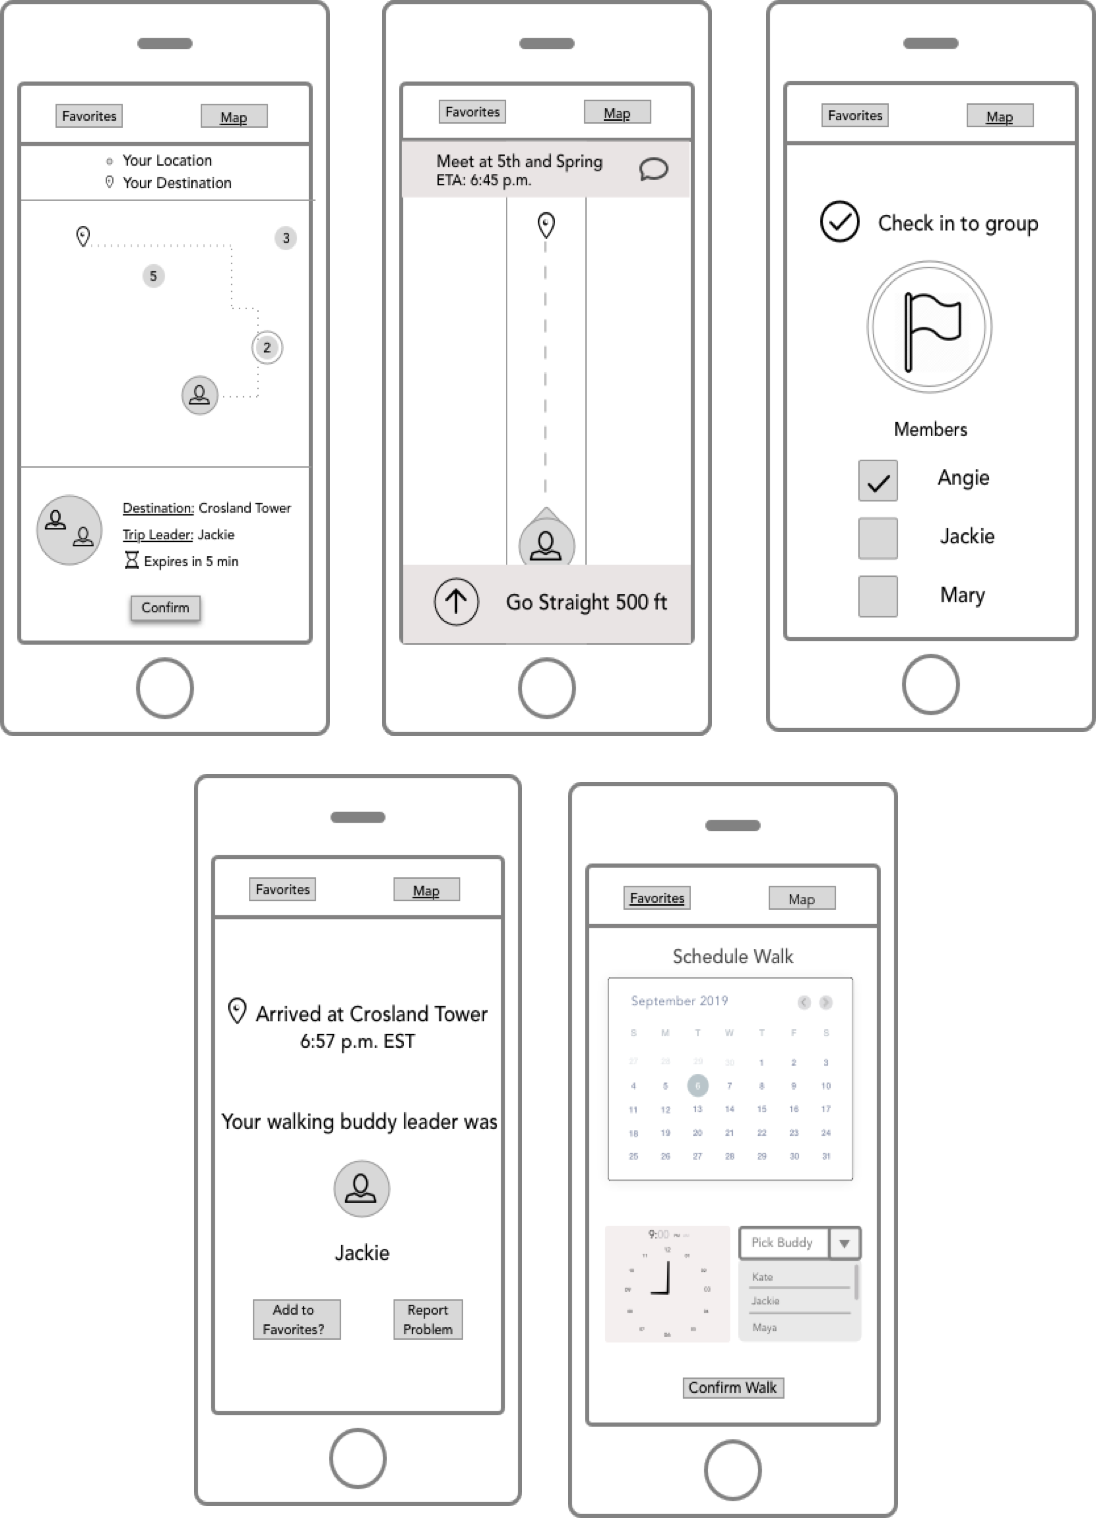 Favorites
Map
Your Location
Your Destination
3
5
2
Destination: Crosland Tower
Trip Leader: Jackie
Expires in 5 min
Confirm
Favorites
Map
Meet at 5th and Spring
ETA: 6:45 p.m.
Go Straight 500 ft
Favorites
Map
Check in to group
Members
Angie
Jackie
Mary
Favorites
Map
Arrived at Crosland Tower
6:57 p.m. EST
Your walking buddy leader was
Jackie
Add to
Favorites?
Report
Problem
Favorites
Map
Schedule Walk
September 2019
S M T W T F S
27 28 29 30 1 2 3
4 5 6 7 8 9 10
11 12 13 14 15 16 17
18 19 20 21 22 23 24
25 26 27 28 29 30 31
9:00
12
03
09
Pick Buddy
Kate
Jackie
Maya
Confirm Walk